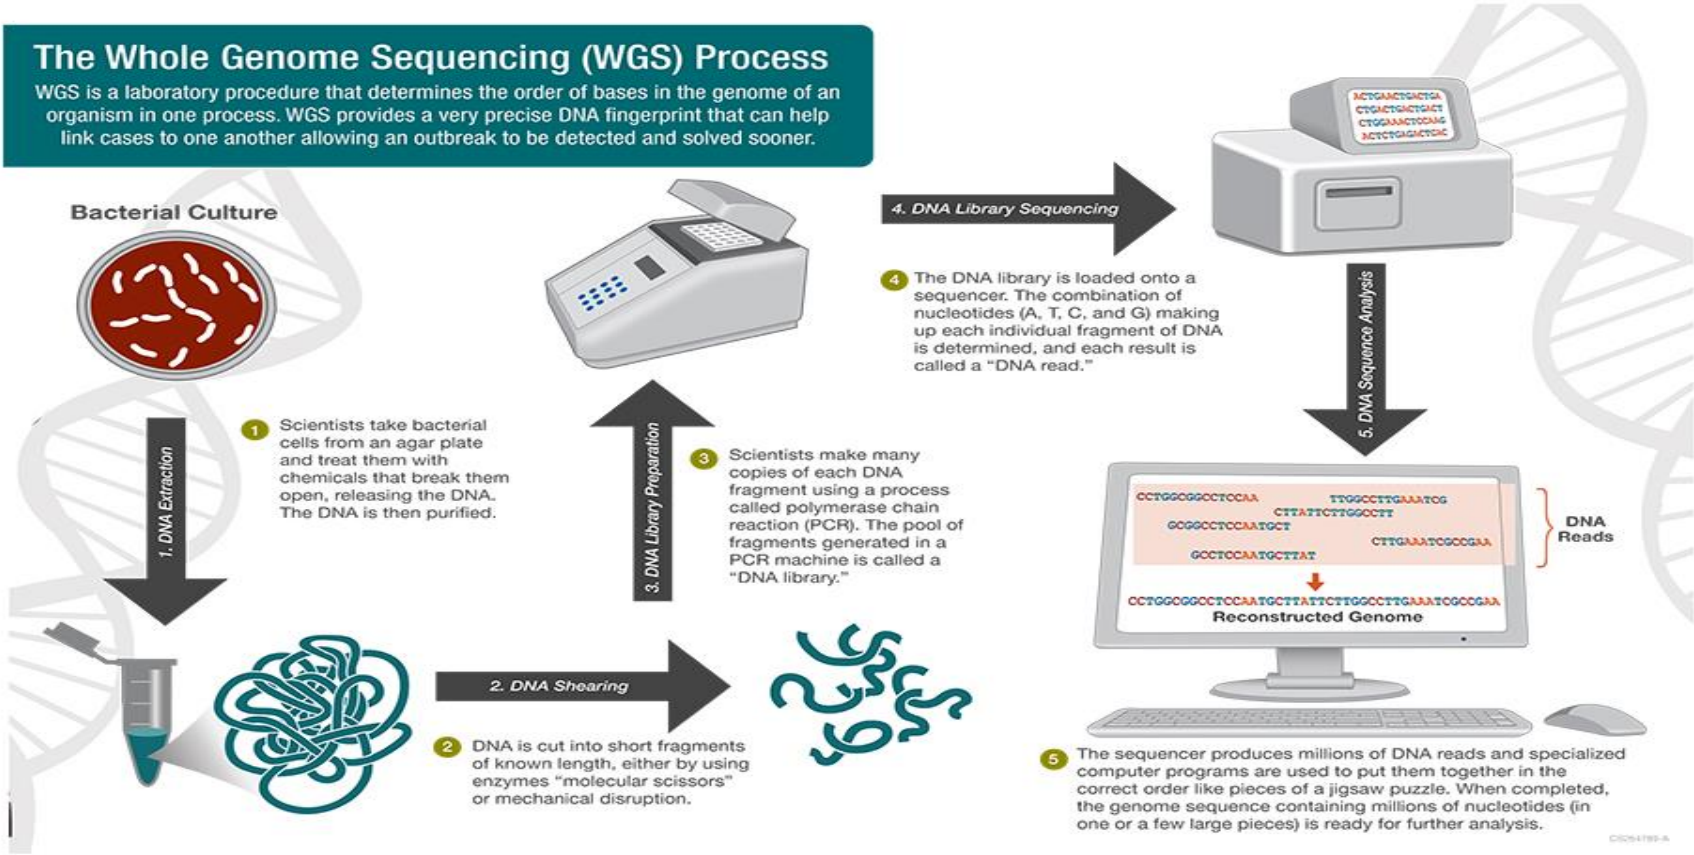 The Whole Genome Sequencing (WGS) Process
WGS is a laboratory procedure that determines the order of bases in the genome of an
organism in one process. WGS provides a very precise DNA fingerprint that can help
link cases to one another allowing an outbreak to be detected and solved sooner.
Bacterial Culture
1. DNA Extraction
1
Scientists take bacterial
cells from an agar plate
and treat them with
chemicals that break them
open, releasing the DNA.
The DNA is then purified.
2. DNA Shearing
2
DNA is cut into short fragments
of known length, either by using
enzymes "molecular scissors"
or mechanical disruption.
3. DNA Library Preparation
3
Scientists make many
copies of each DNA
fragment using a process
called polymerase chain
reaction (PCR). The pool of
fragments generated in a
PCR machine is called a
"DNA library."
4. DNA Library Sequencing
4
The DNA library is loaded onto a
sequencer. The combination of
nucleotides (A, T, C, and G) making
up each individual fragment of DNA
is determined, and each result is
called a "DNA read."
ACTGAACTGACTGA
CTGACTGACTGACT
CTGGAAACTCCAAG
ACTCTGAGACTGAC
5. DNA Sequence Analysis
CCTGGCGGCCTCCAA
TTGGCCTTGAAATCG
CTTATTCTTGGCCTT
GCGGCCTCCAATGCT
CTTGAAATCGCCGAA
GCCTCCAATGCTTAT
DNA
Reads
CCTGGCGGCCTCCAATGCTTATTCTTGGCCTTGAAATCGCCGAA
Reconstructed Genome
5
The sequencer produces millions of DNA reads and specialized
computer programs are used to put them together in the
correct order like pieces of a jigsaw puzzle. When completed,
the genome sequence containing millions of nucleotides (in
one or a few large pieces) is ready for further analysis.